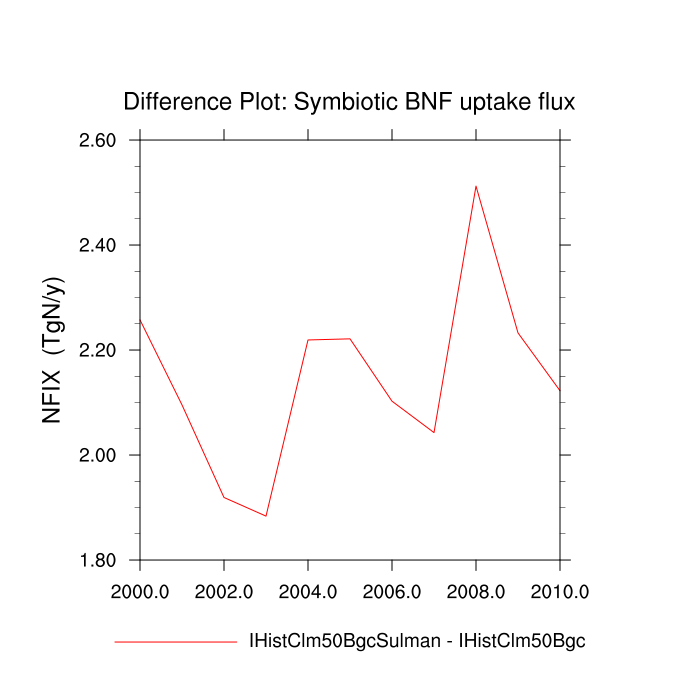 Difference Plot: Symbiotic BNF uptake flux
NFIX (TgN/y)
2.60
2.40
2.20
2.00
1.80
2000.0 2002.0 2004.0 2006.0 2008.0 2010.0
IHistClm50BgcSulman - IHistClm50Bgc